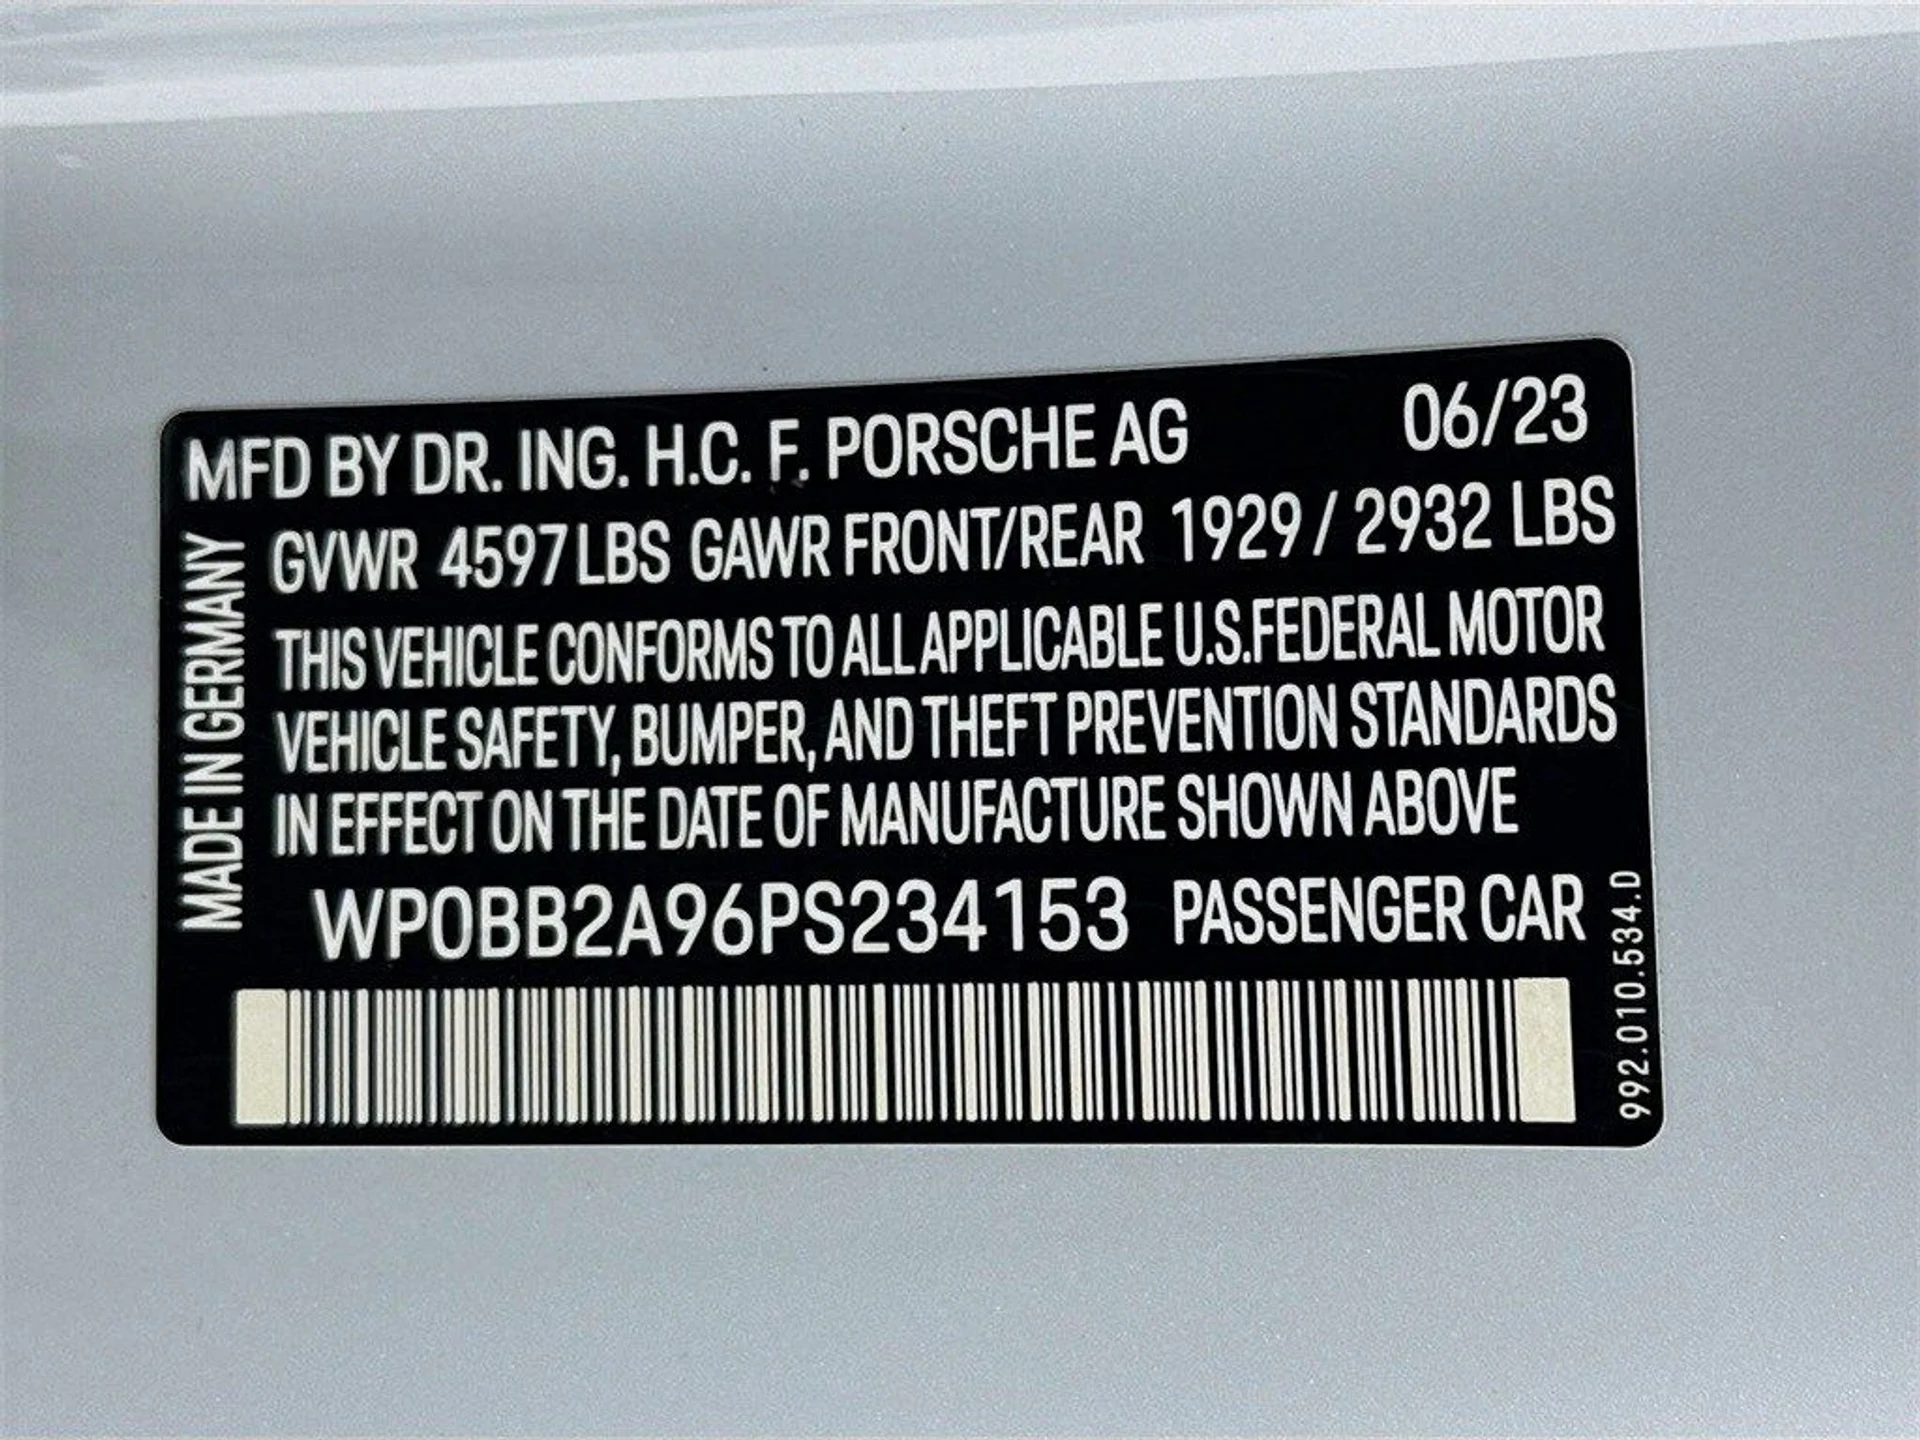 MFD BY DR. ING. H.C. F. PORSCHE AG 06/23
GVWR 4597 LBS GAWR FRONT/REAR 1929 / 2932 LBS
THIS VEHICLE CONFORMS TO ALL APPLICABLE U.S.FEDERAL MOTOR
VEHICLE SAFETY, BUMPER, AND THEFT PREVENTION STANDARDS
IN EFFECT ON THE DATE OF MANUFACTURE SHOWN ABOVE
WP0BB2A96PS234153 PASSENGER CAR
MADE IN GERMANY
992.010.534.D